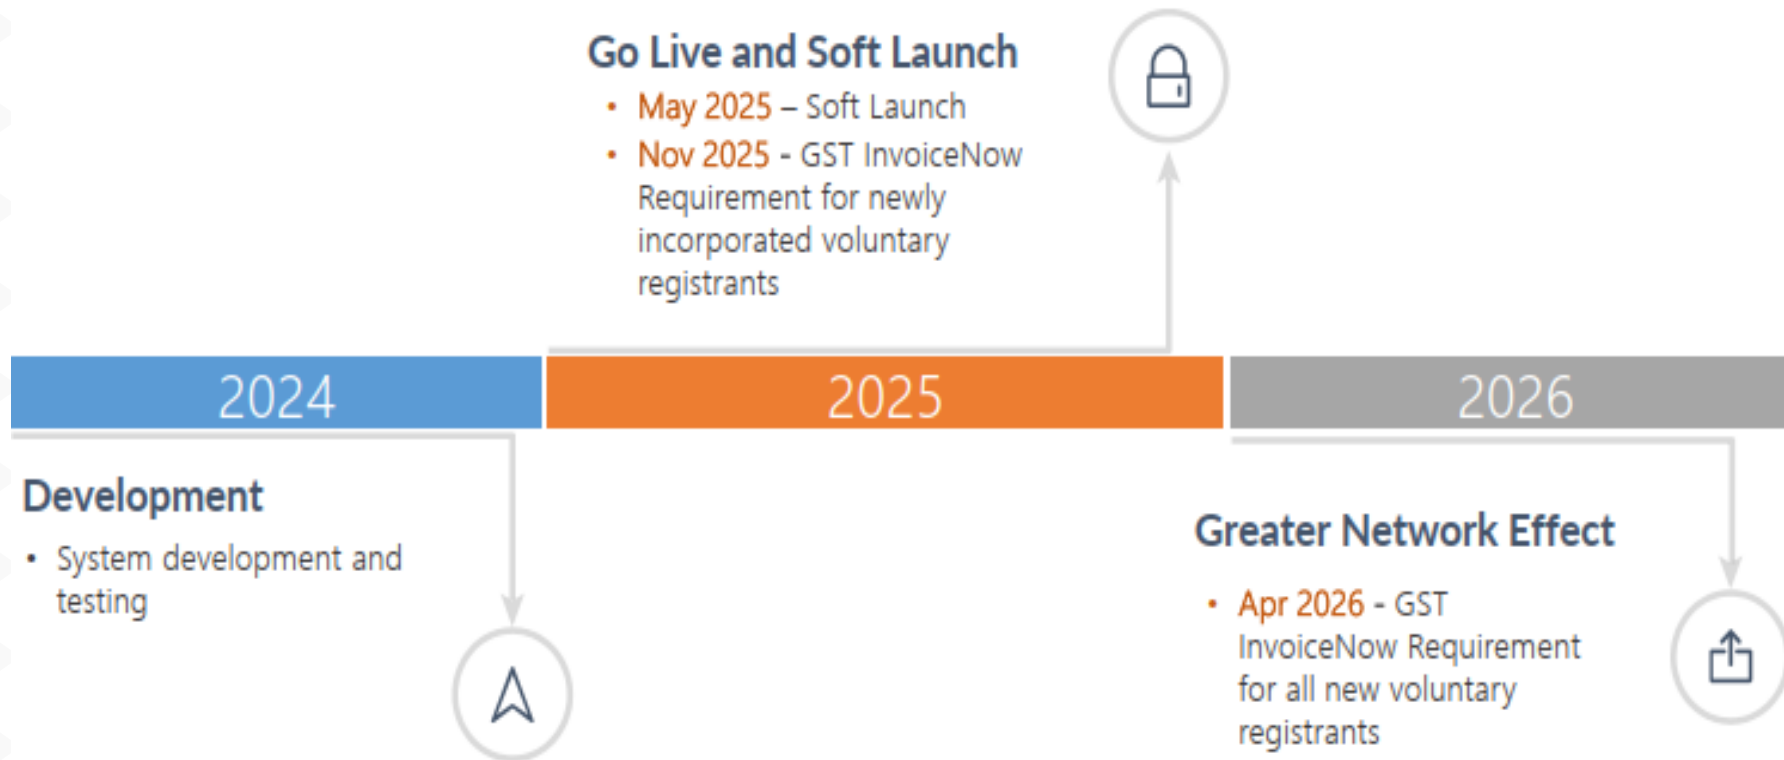 Go Live and Soft Launch
• May 2025 – Soft Launch
• Nov 2025 - GST InvoiceNow
Requirement for newly
incorporated voluntary
registrants
2024
2025
2026
Development
• System development and
testing
Greater Network Effect
• Apr 2026 - GST
InvoiceNow Requirement
for all new voluntary
registrants